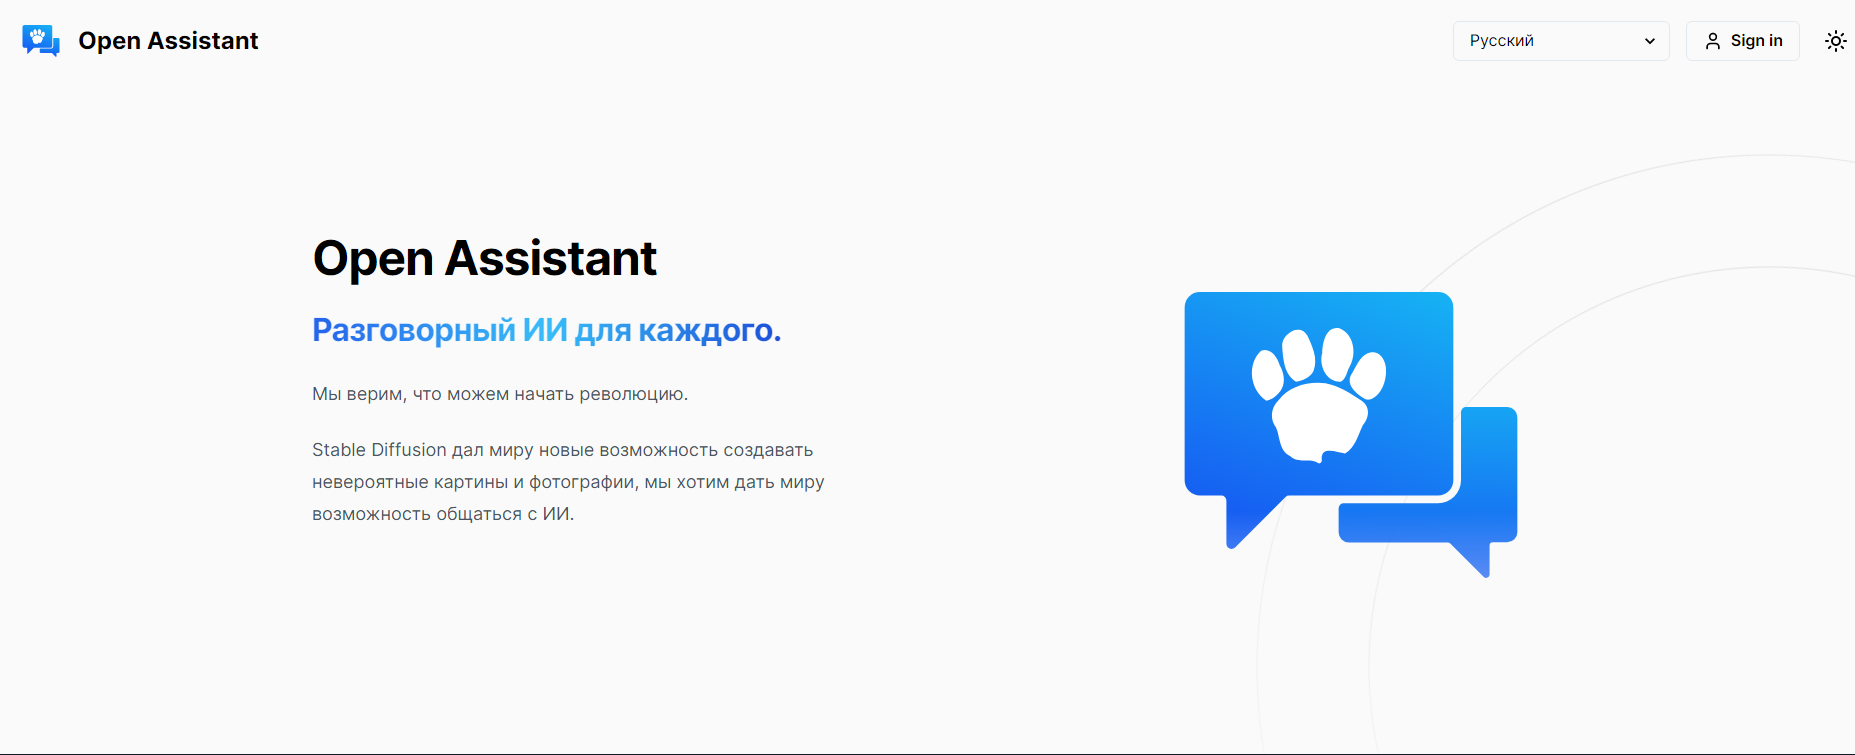 Open Assistant
Русский
Sign in
Open Assistant
Разговорный ИИ для каждого.
Мы верим, что можем начать революцию.
Stable Diffusion дал миру новые возможность создавать
невероятные картины и фотографии, мы хотим дать миру
возможность общаться с ИИ.